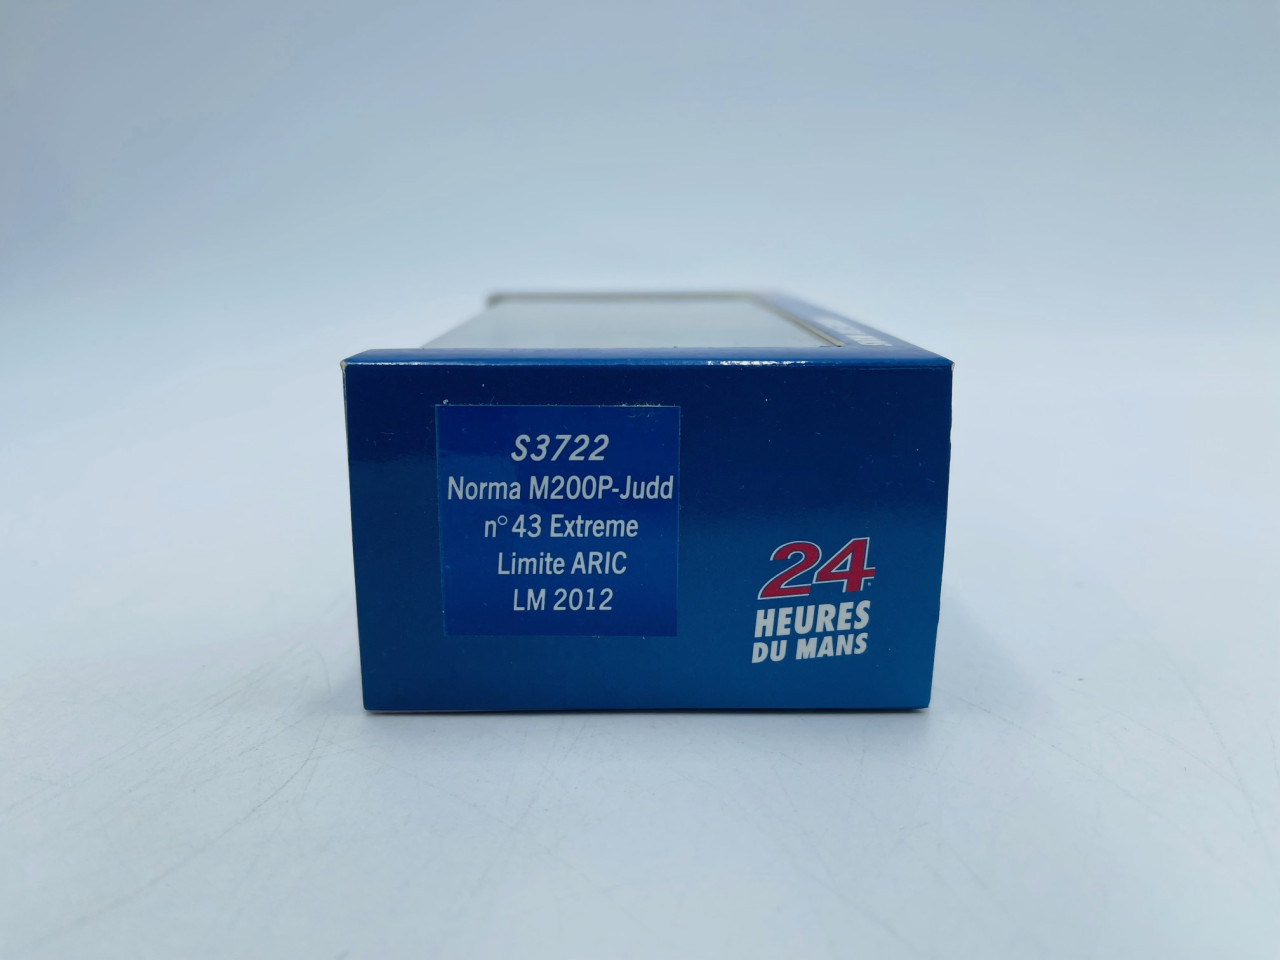 S3722
Norma M200P-Judd
n° 43 Extreme
Limite ARIC
LM 2012
24
HEURES
DU MANS